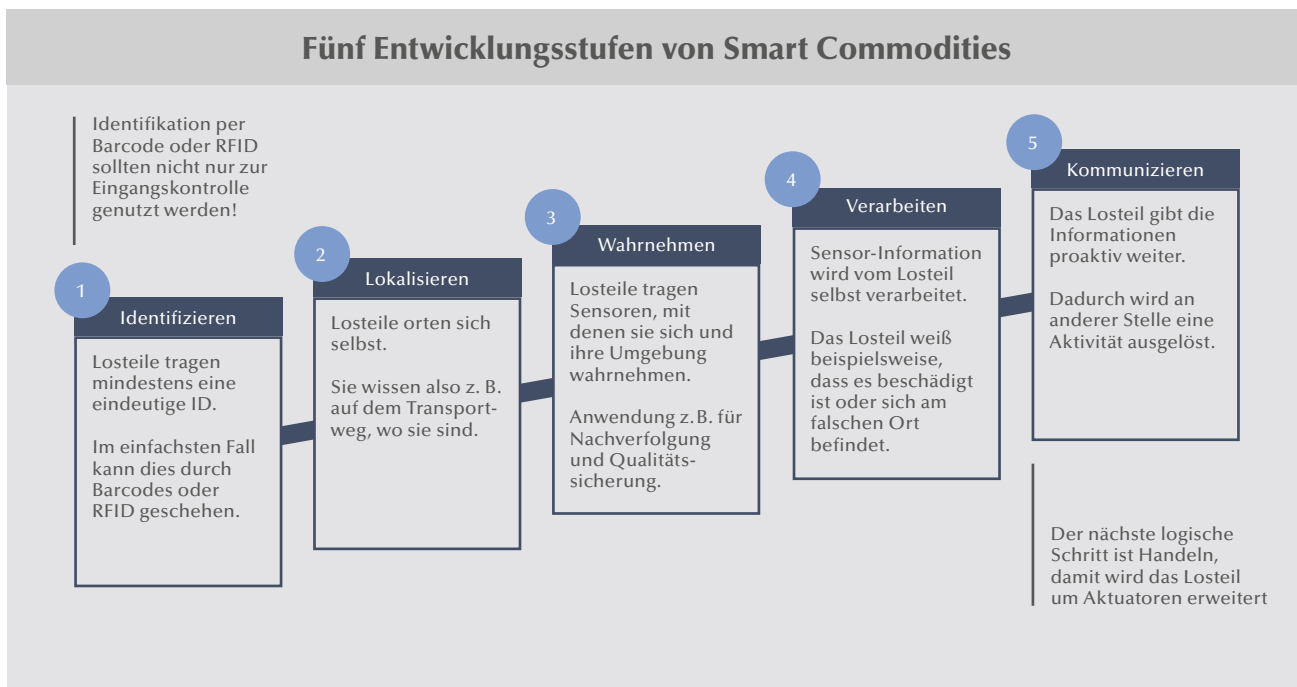 Fünf Entwicklungsstufen von Smart Commodities
Identifikation per
Barcode oder RFID
sollten nicht nur zur
Eingangskontrolle
genutzt werden!
1
Identifizieren
Losteile tragen
mindestens eine
eindeutige ID.
Im einfachsten Fall
kann dies durch
Barcodes oder
RFID geschehen.
2
Lokalisieren
Losteile orten sich
selbst.
Sie wissen also z. B.
auf dem Transport-
weg, wo sie sind.
3
Wahrnehmen
Losteile tragen
Sensoren, mit
denen sie sich und
ihre Umgebung
wahrnehmen.
Anwendung z.B. für
Nachverfolgung
und Qualitäts-
sicherung.
4
Verarbeiten
Sensor-Information
wird vom Losteil
selbst verarbeitet.
Das Losteil weiß
beispielsweise,
dass es beschädigt
ist oder sich am
falschen Ort
befindet.
5
Kommunizieren
Das Losteil gibt die
Informationen
proaktiv weiter.
Dadurch wird an
anderer Stelle eine
Aktivität ausgelöst.
Der nächste logische
Schritt ist Handeln,
damit wird das Losteil
um Aktuatoren erweitert